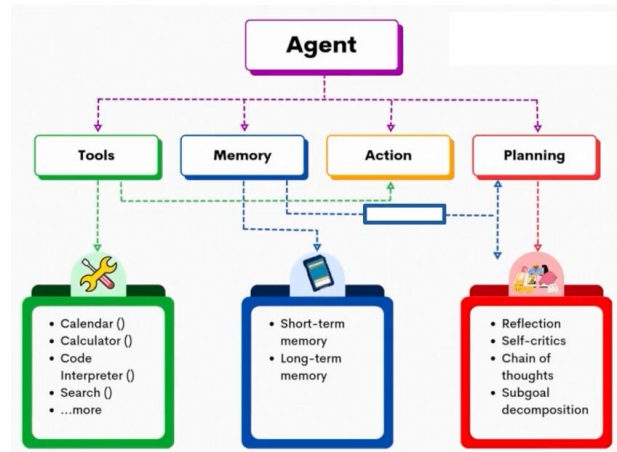 Agent
Tools
Memory
Action
Planning
• Calendar ()
• Calculator ()
• Code
Interpreter ()
• Search ()
• ...more
• Short-term
memory
• Long-term
memory
• Reflection
• Self-critics
• Chain of
thoughts
• Subgoal
decomposition